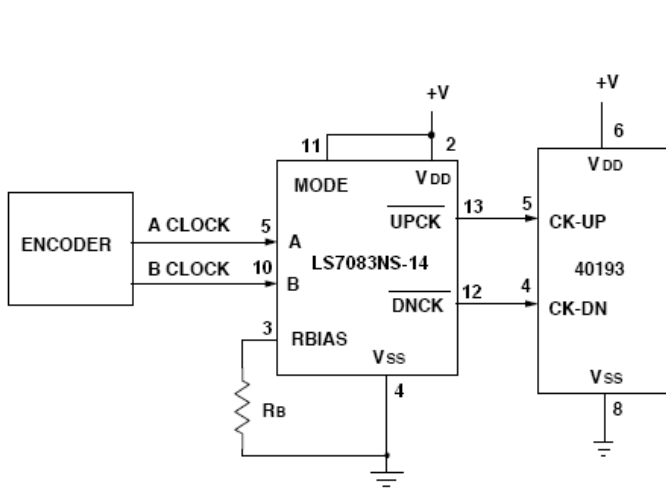 +V
+V
11
2
6
MODE
VDD
VDD
UPCK
13
5
CK-UP
ENCODER
A CLOCK
5
A
B CLOCK
10
B
LS7083NS-14
40193
DNCK
12
4
CK-DN
3
RBIAS
VSS
VSS
4
8
RB